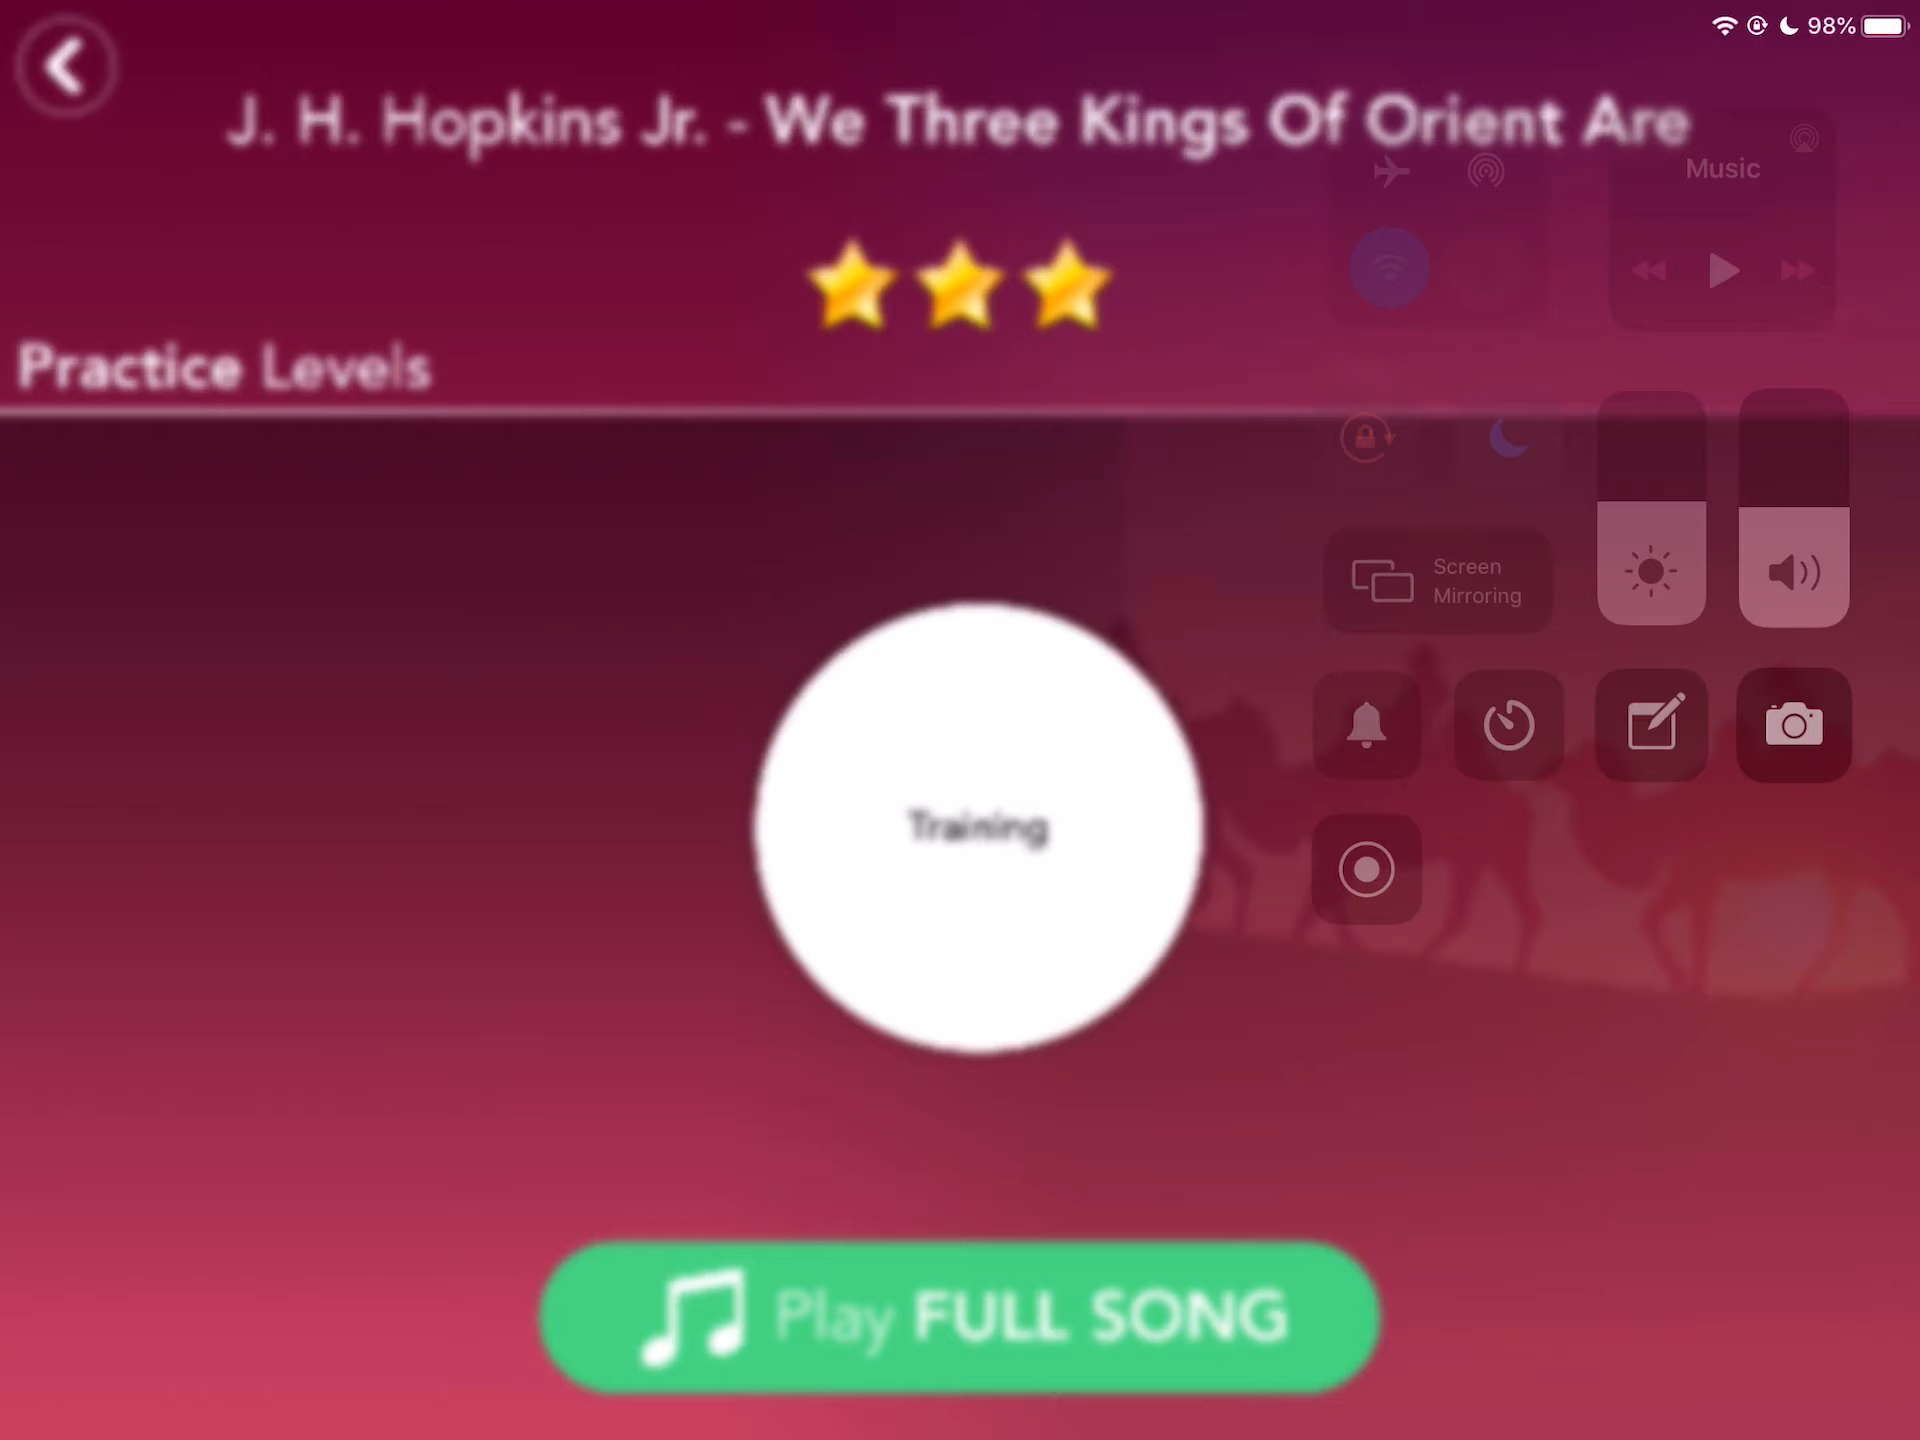 98%
J. H. Hopkins Jr. - We Three Kings Of Orient Are
Music
Practice Levels
Screen
Mirroring
Training
Play FULL SONG